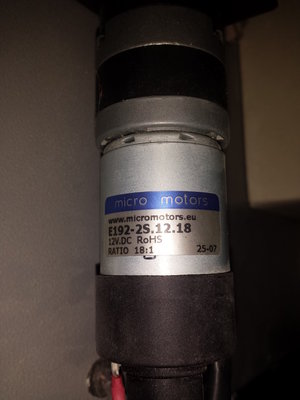 micro motors
www.micromotors.eu
E192-2S.12.18
12V.DC RoHS
RATIO 18:1 25-07